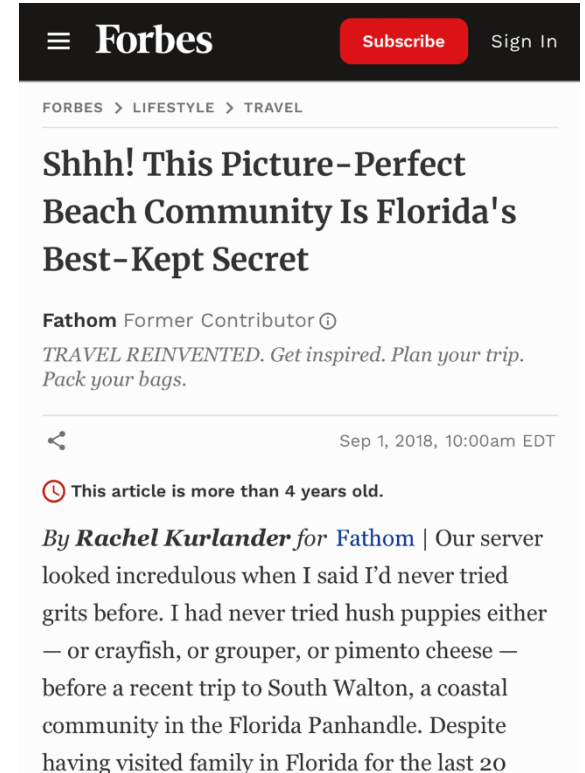 Forbes Subscribe Sign In
FORBES > LIFESTYLE > TRAVEL
Shhh! This Picture-Perfect
Beach Community Is Florida's
Best-Kept Secret
Fathom Former Contributor
TRAVEL REINVENTED. Get inspired. Plan your trip.
Pack your bags.
Sep 1, 2018, 10:00am EDT
This article is more than 4 years old.
By Rachel Kurlander for Fathom | Our server
looked incredulous when I said I’d never tried
grits before. I had never tried hush puppies either
— or crayfish, or grouper, or pimento cheese —
before a recent trip to South Walton, a coastal
community in the Florida Panhandle. Despite
having visited family in Florida for the last 20